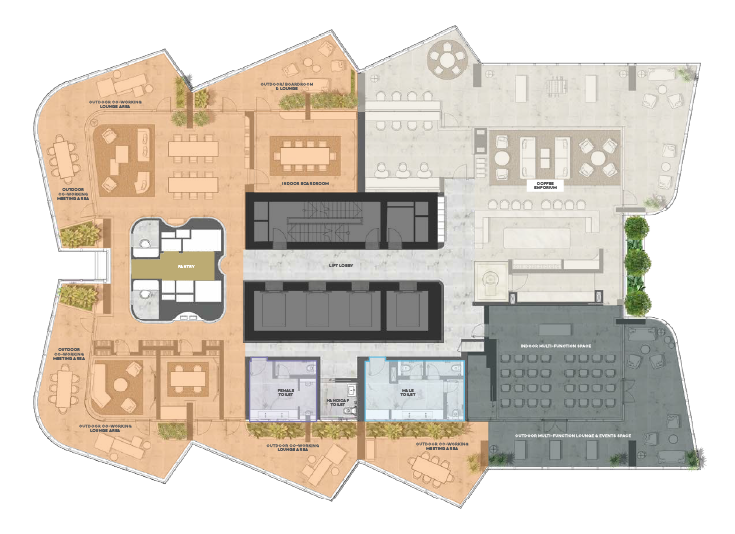 OUTDOOR CO-WORKING
LOUNGE AREA
OUTDOOR BOARDROOM
& LOUNGE
INDOOR BOARDROOM
OUTDOOR
CO-WORKING
MEETING AREA
COFFEE
EMPORIUM
PANTRY
LIFT LOBBY
OUTDOOR
CO-WORKING
MEETING AREA
INDOOR MULTI-FUNCTION SPACE
FEMALE
TOILET
HANDICAP
TOILET
MALE
TOILET
OUTDOOR CO-WORKING
LOUNGE AREA
OUTDOOR CO-WORKING
LOUNGE AREA
OUTDOOR CO-WORKING
MEETING AREA
OUTDOOR MULTI-FUNCTION LOUNGE & EVENTS SPACE